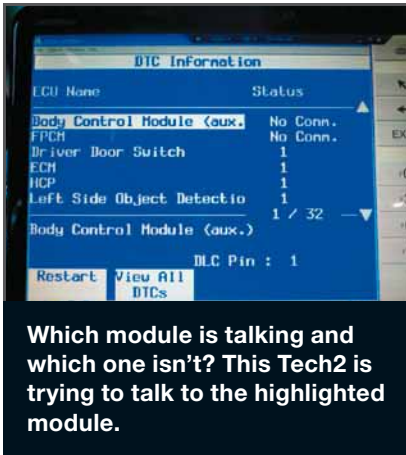 DTC Information
ECU Name Status
Body Control Module (aux. No Comm.
FPCM No Comm.
Driver Door Switch 1
ECM 1
HCP 1
Left Side Object Detectio 1
1 / 32
Body Control Module (aux.)
DLC Pin : 1
Restart View All
DTCs
EX
Which module is talking and
which one isn't? This Tech2 is
trying to talk to the highlighted
module.